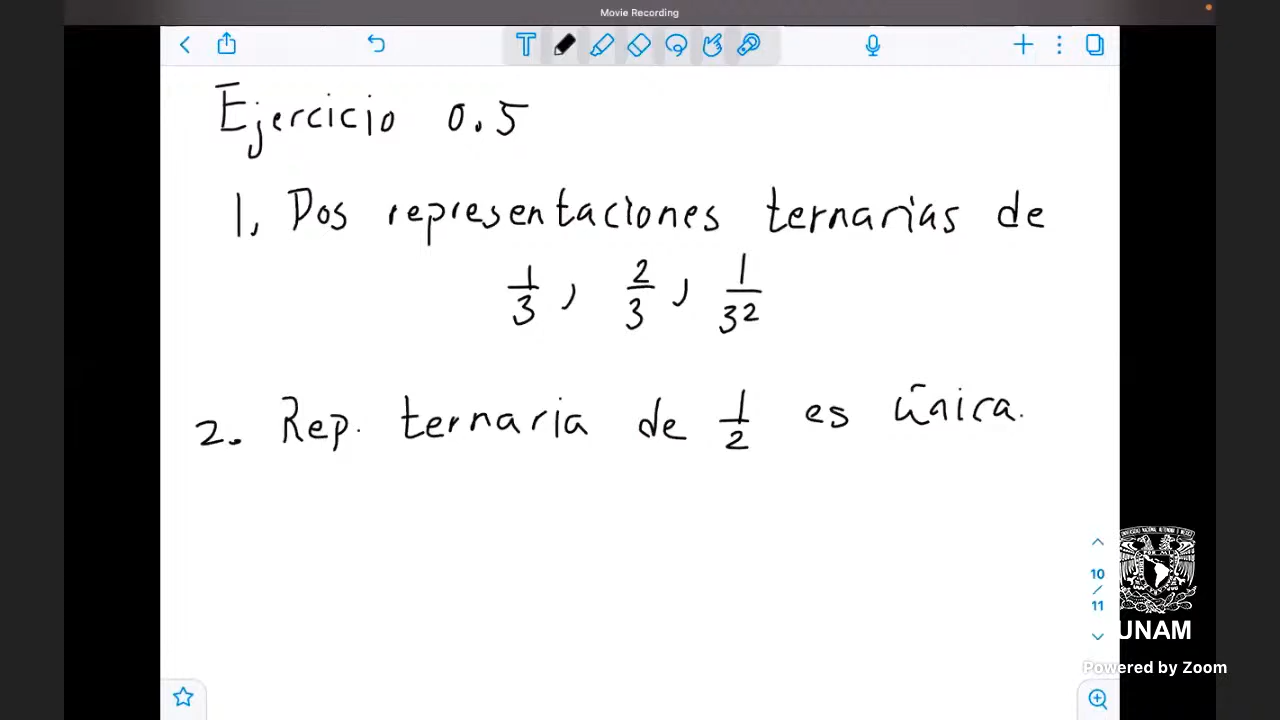 Movie Recording
Ejercicio 0.5
1. Dos representaciones ternarias de
1/3 , 2/3 , 1/3²
2. Rep. ternaria de 1/2 es única.
10
/
11
UNAM
Powered by Zoom